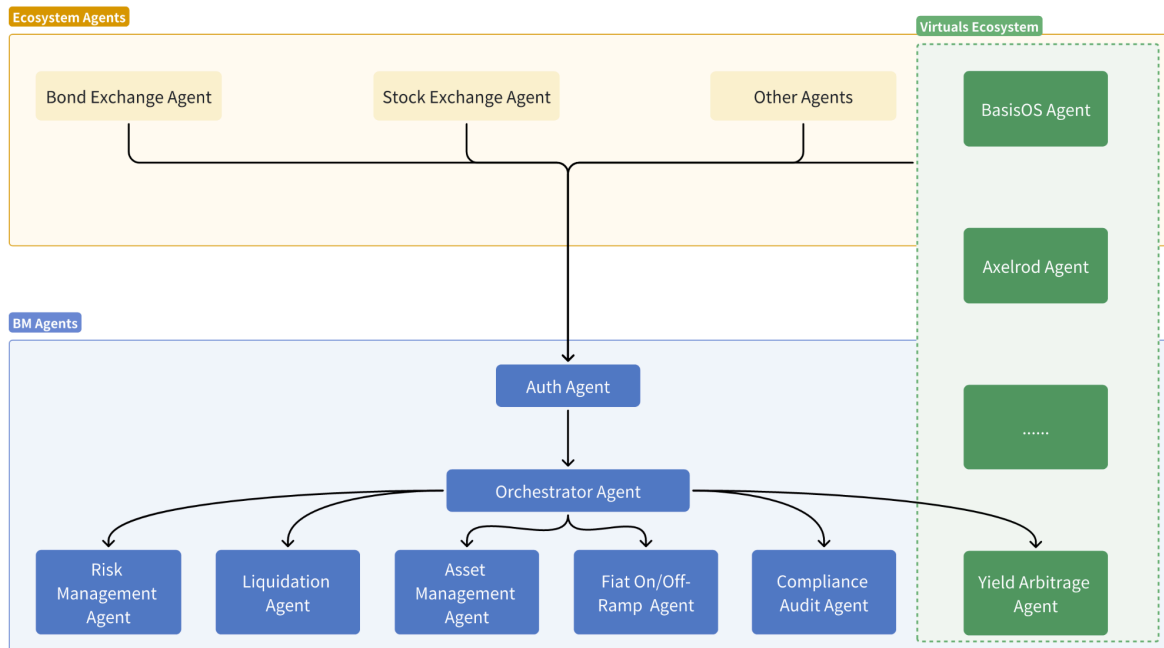 Ecosystem Agents
Virtuals Ecosystem
Bond Exchange Agent
Stock Exchange Agent
Other Agents
BasisOS Agent
Axelrod Agent
BM Agents
Auth Agent
......
Orchestrator Agent
Risk
Management
Agent
Liquidation
Agent
Asset
Management
Agent
Fiat On/Off-
Ramp Agent
Compliance
Audit Agent
Yield Arbitrage
Agent